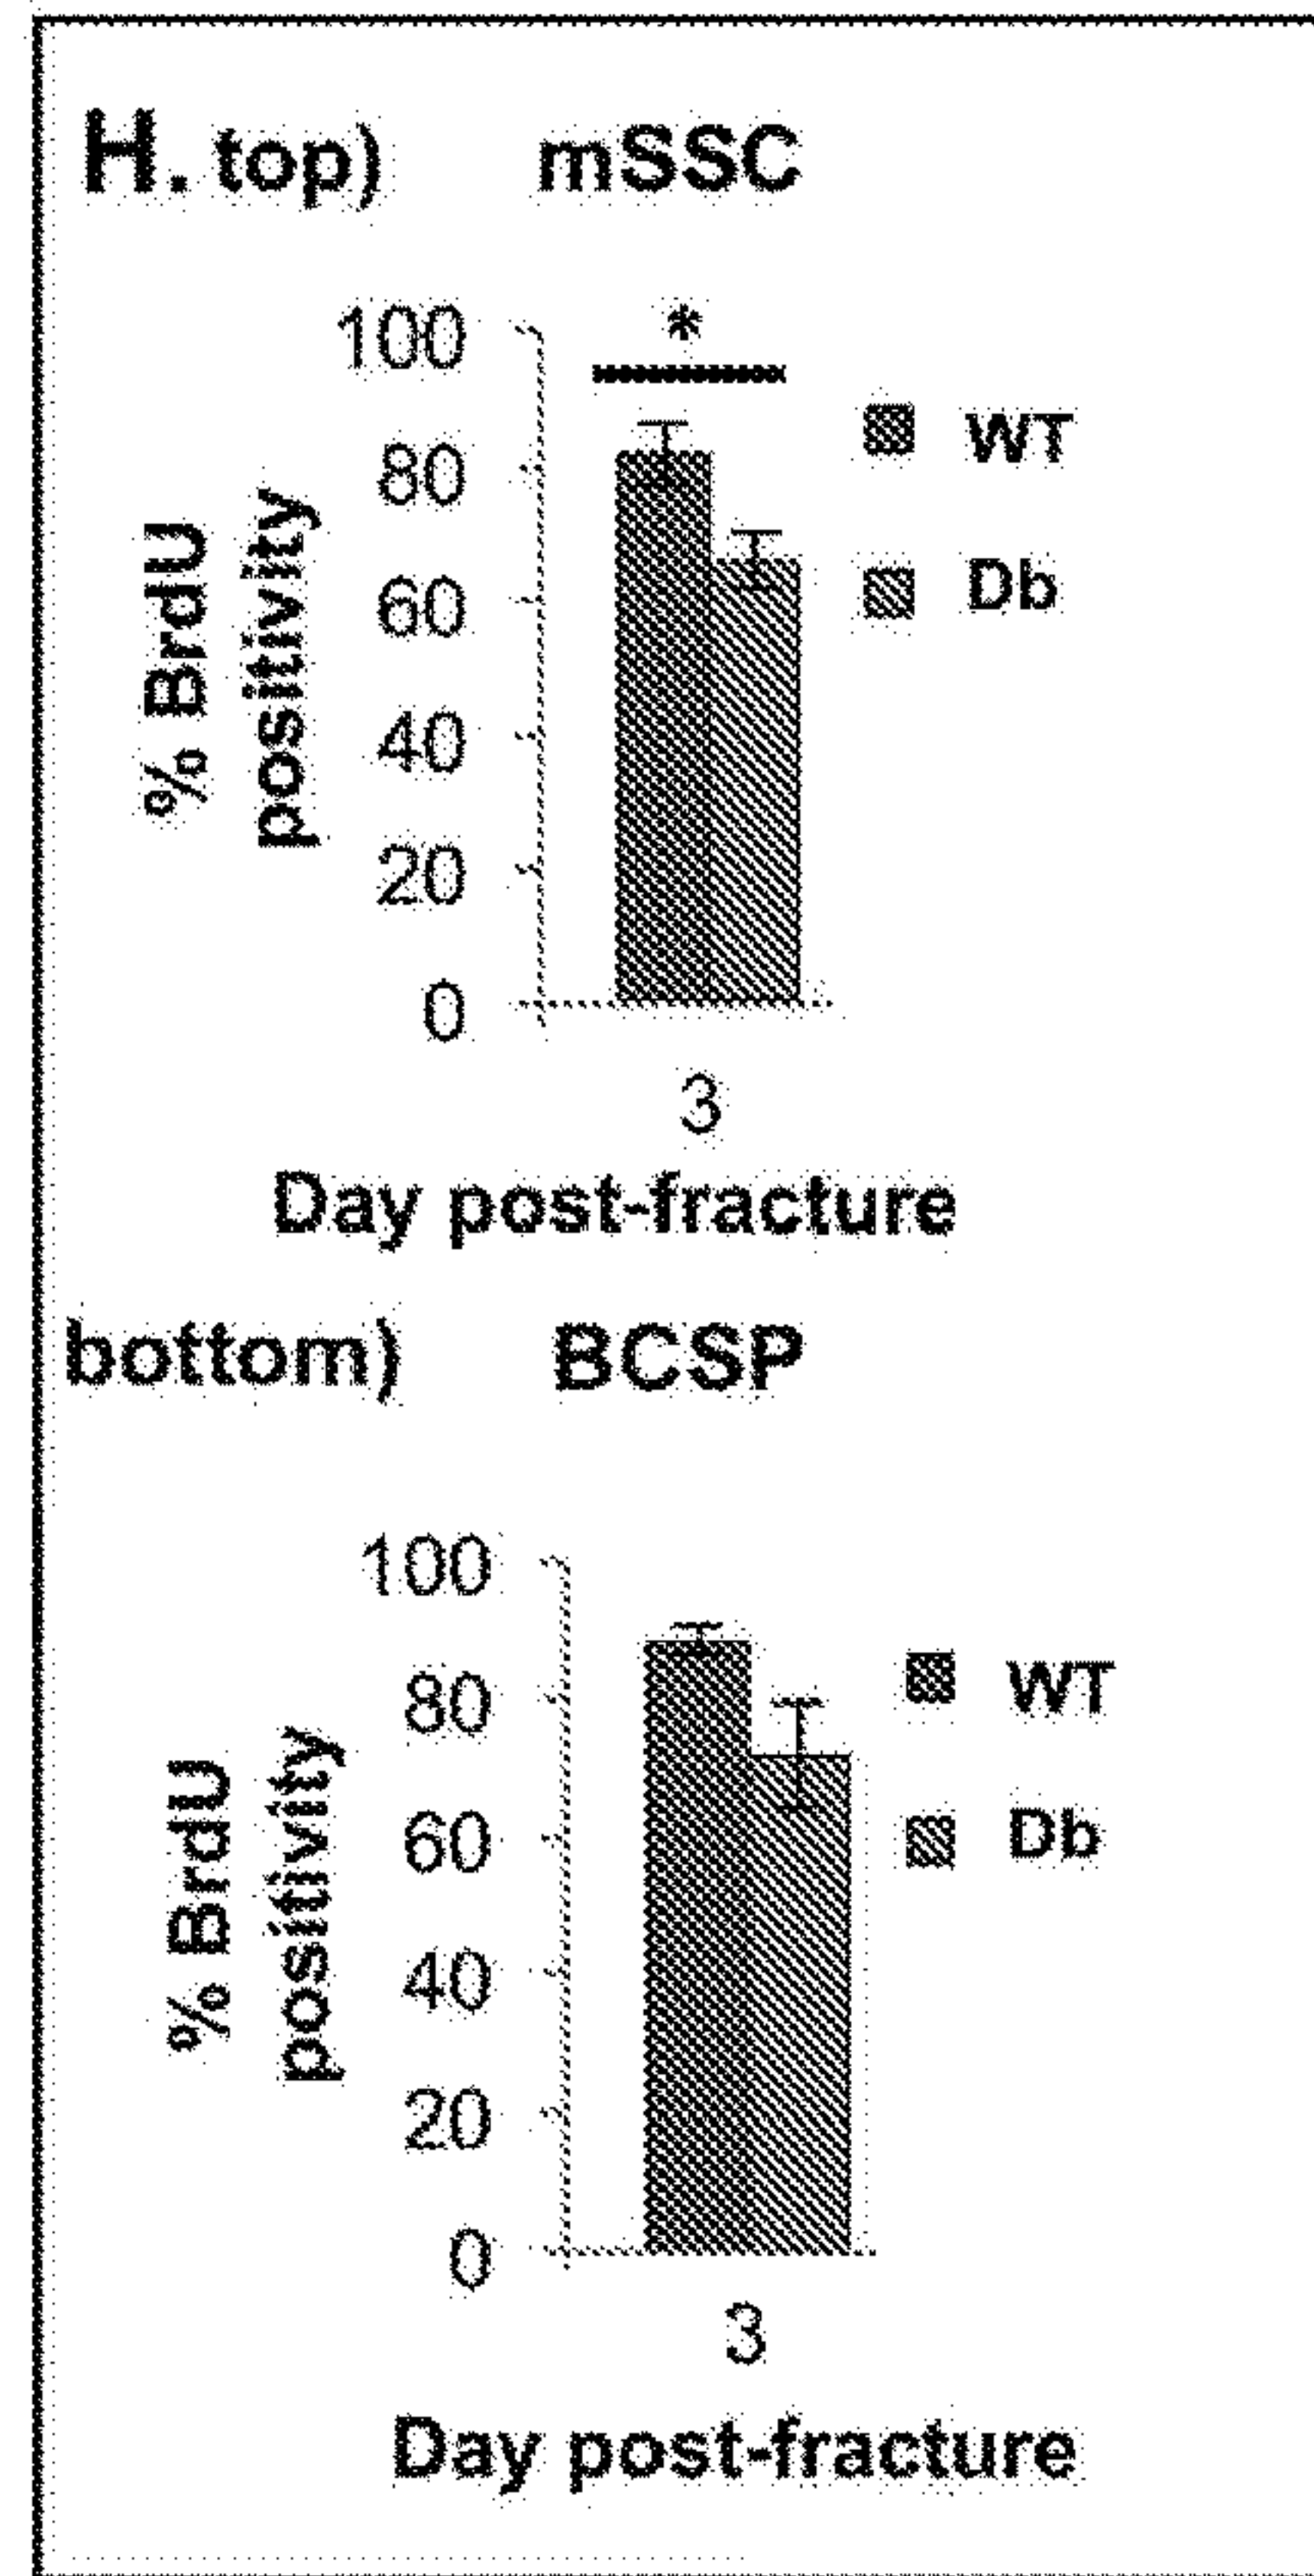 H. top) mSSC
*
100
80
60
40
20
0
% BrdU
positivity
WT
Db
3
Day post-fracture
bottom) BCSP
100
80
60
40
20
0
% BrdU
positivity
WT
Db
3
Day post-fracture